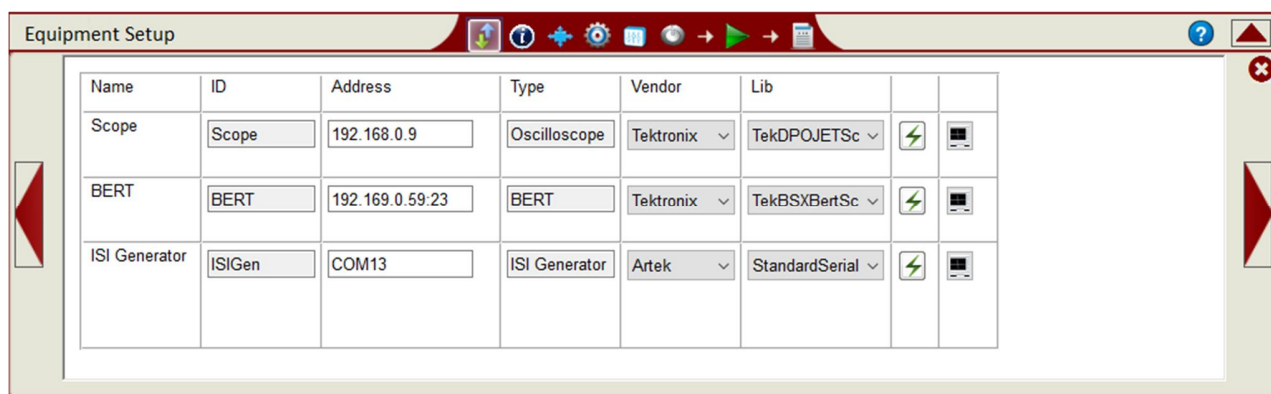 Equipment Setup
Name ID Address Type Vendor Lib
Scope Scope 192.168.0.9 Oscilloscope Tektronix TekDPOJETSc
BERT BERT 192.169.0.59:23 BERT Tektronix TekBSXBertSc
ISI Generator ISIGen COM13 ISI Generator Artek StandardSerial